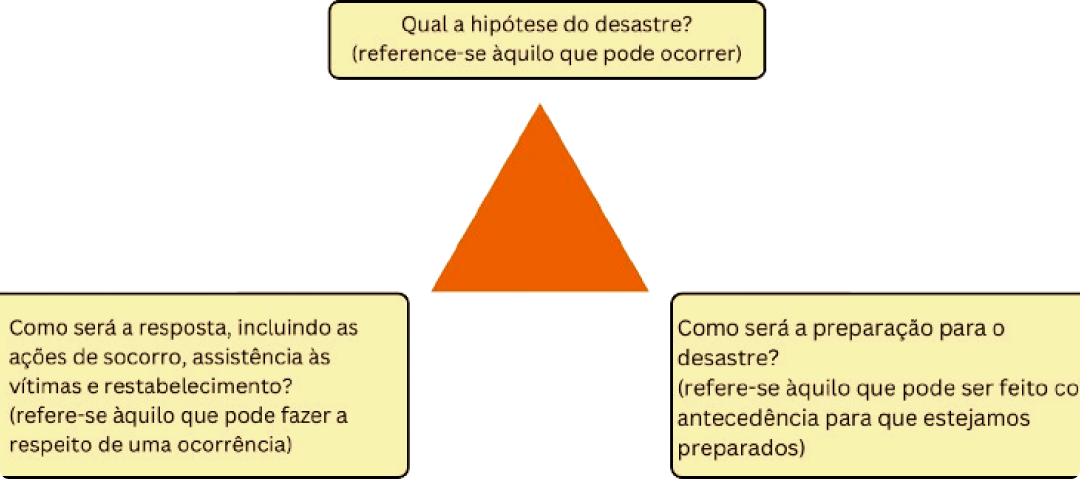 Qual a hipótese do desastre?
(reference-se àquilo que pode ocorrer)
Como será a resposta, incluindo as
ações de socorro, assistência às
vítimas e restabelecimento?
(refere-se àquilo que pode fazer a
respeito de uma ocorrência)
Como será a preparação para o
desastre?
(refere-se àquilo que pode ser feito co
antecedência para que estejamos
preparados)